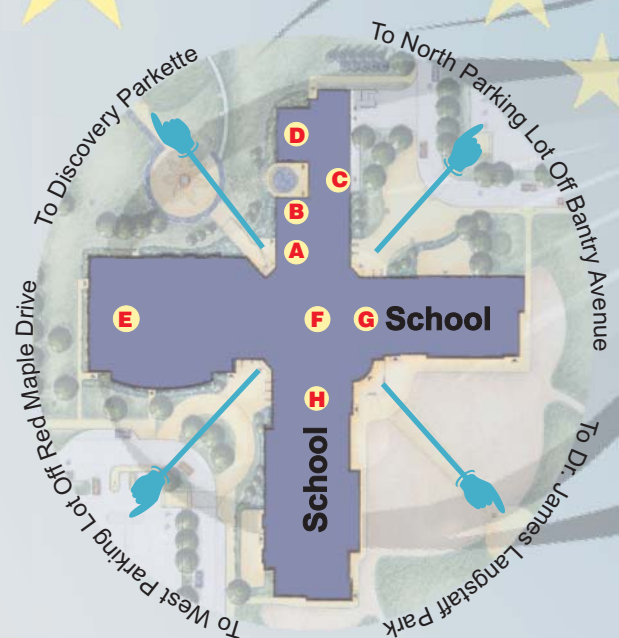 To Discovery Parkette
To North Parking Lot Off Bantry Avenue
D
C
B
A
E
F
G
School
H
School
To West Parking Lot Off Red Maple Drive
To Dr. James Langstaff Park